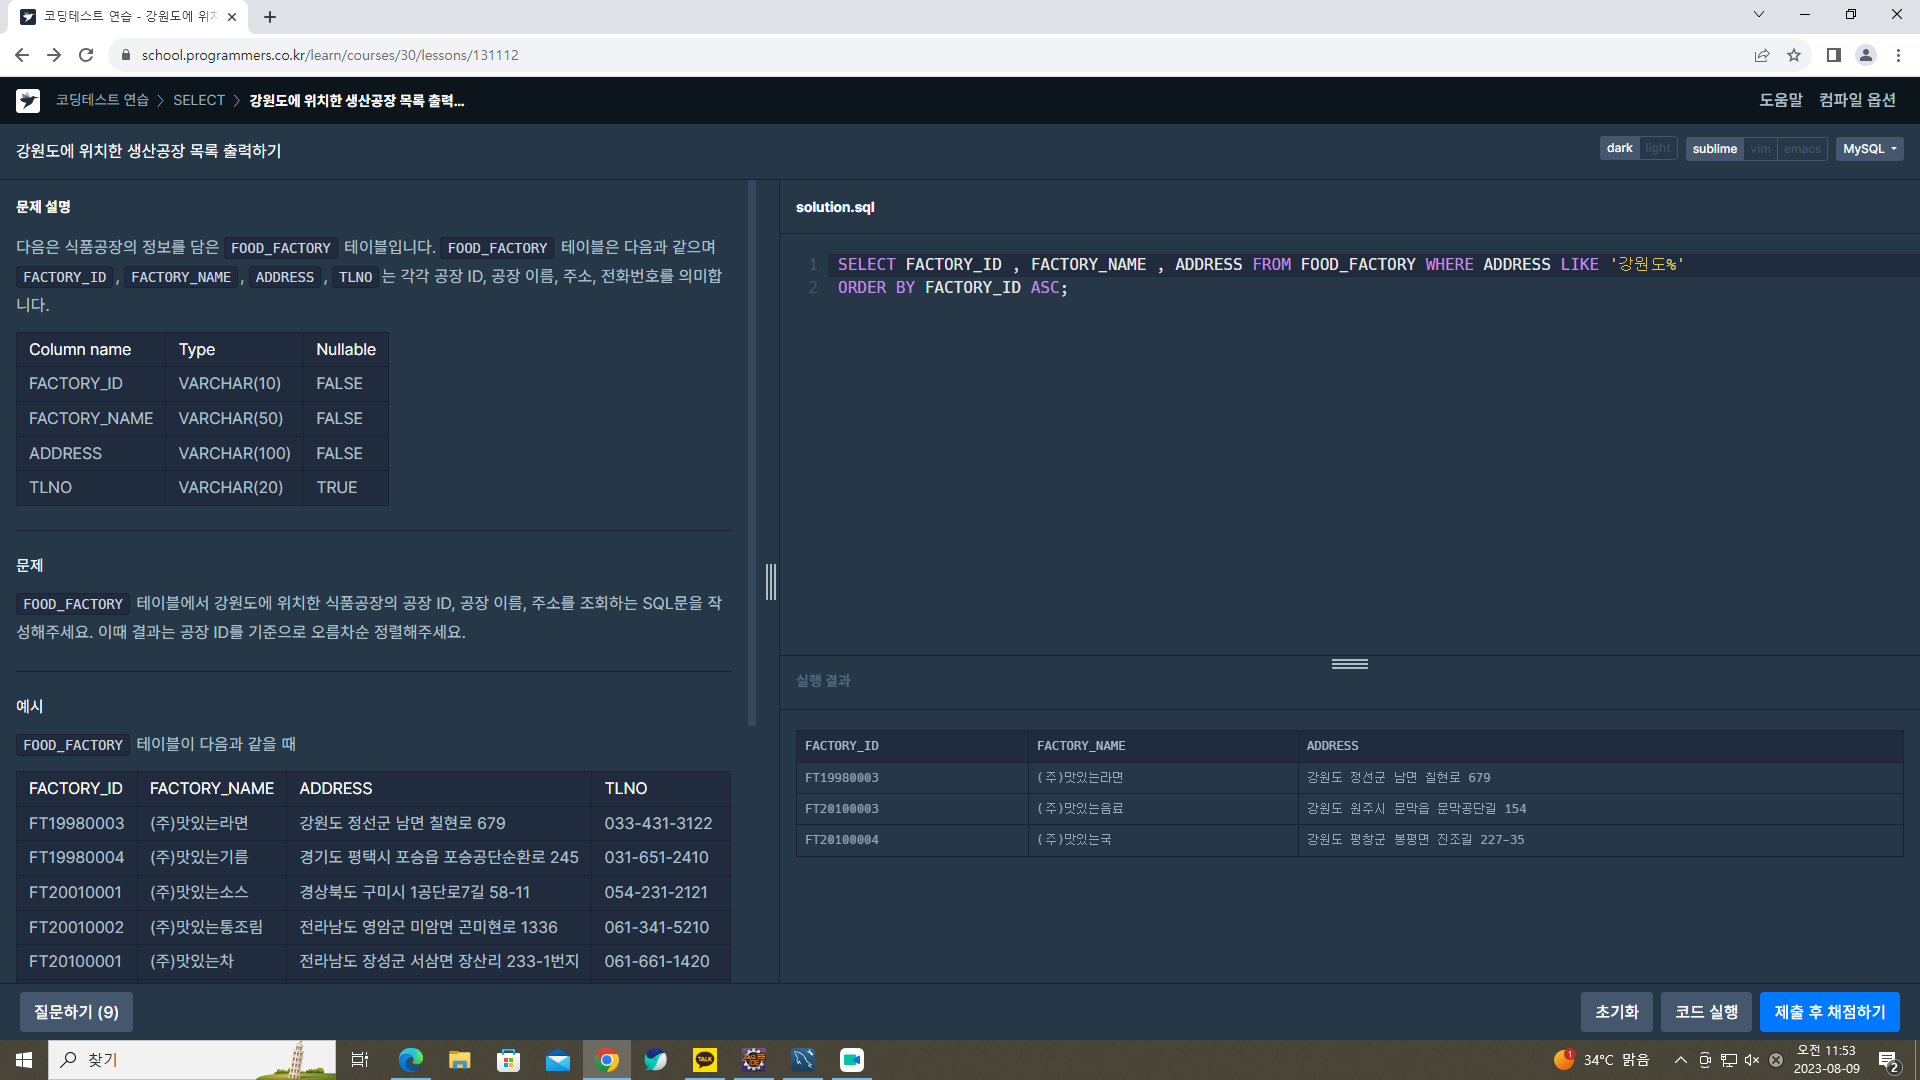 코딩테스트 연습 - 강원도에 위치
school.programmers.co.kr/learn/courses/30/lessons/131112
코딩테스트 연습 > SELECT > 강원도에 위치한 생산공장 목록 출력...
도움말 컴파일 옵션
강원도에 위치한 생산공장 목록 출력하기
dark light sublime vim emacs MySQL
문제 설명
다음은 식품공장의 정보를 담은 FOOD_FACTORY 테이블입니다. FOOD_FACTORY 테이블은 다음과 같으며
FACTORY_ID, FACTORY_NAME, ADDRESS, TLNO는 각각 공장 ID, 공장 이름, 주소, 전화번호를 의미합
니다.
Column name Type Nullable
FACTORY_ID VARCHAR(10) FALSE
FACTORY_NAME VARCHAR(50) FALSE
ADDRESS VARCHAR(100) FALSE
TLNO VARCHAR(20) TRUE
문제
FOOD_FACTORY 테이블에서 강원도에 위치한 식품공장의 공장 ID, 공장 이름, 주소를 조회하는 SQL문을 작
성해주세요. 이때 결과는 공장 ID를 기준으로 오름차순 정렬해주세요.
예시
FOOD_FACTORY 테이블이 다음과 같을 때
FACTORY_ID FACTORY_NAME ADDRESS TLNO
FT19980003 (주)맛있는라면 강원도 정선군 남면 칠현로 679 033-431-3122
FT19980004 (주)맛있는기름 경기도 평택시 포승읍 포승공단순환로 245 031-651-2410
FT20010001 (주)맛있는소스 경상북도 구미시 1공단로7길 58-11 054-231-2121
FT20010002 (주)맛있는통조림 전라남도 영암군 미암면 곤미현로 1336 061-341-5210
FT20100001 (주)맛있는차 전라남도 장성군 서삼면 장산리 233-1번지 061-661-1420
solution.sql
1 SELECT FACTORY_ID , FACTORY_NAME , ADDRESS FROM FOOD_FACTORY WHERE ADDRESS LIKE '강원도%'
2 ORDER BY FACTORY_ID ASC;
실행 결과
FACTORY_ID FACTORY_NAME ADDRESS
FT19980003 (주)맛있는라면 강원도 정선군 남면 칠현로 679
FT20100003 (주)맛있는음료 강원도 원주시 문막읍 문막공단길 154
FT20100004 (주)맛있는국 강원도 평창군 봉평면 진조길 227-35
질문하기 (9)
초기화 코드 실행 제출 후 채점하기
찾기
TALK
1 34°C 맑음
오전 11:53
2023-08-09
2